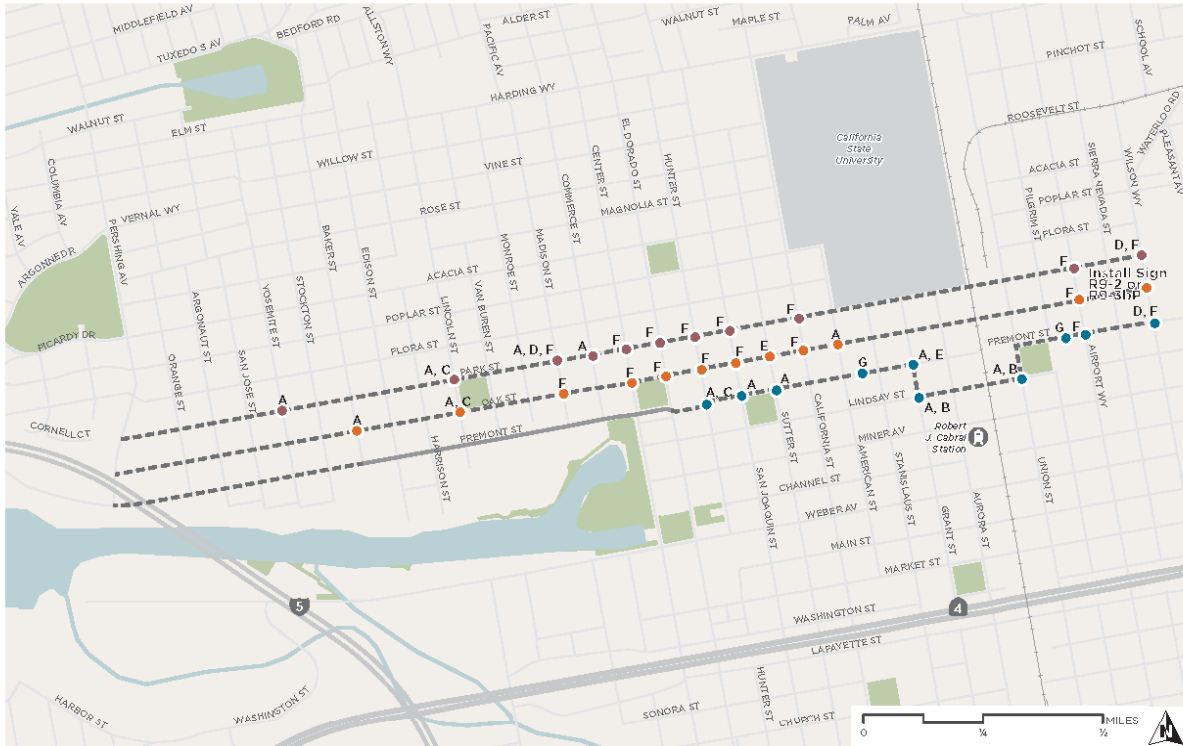 MIDDLEFIELD AV
TUXEDO S AV
BEDFORD RD
ALLSTON WY
PACIFIC AV
ALDER ST
WALNUT ST
MAPLE ST
PALM AV
PINCHOT ST
SCHOOL AV
WALNUT ST
ELM ST
HARDING WY
ROOSEVELT ST
WATERLOO RD
PLEASANT AV
California
State
University
WILLOW ST
VINE ST
CENTER ST
EL DORADO ST
HUNTER ST
ACACIA ST
SIERRA NEVADA ST
WILSON WY
COLUMBIA AV
YALE AV
VERNAL WY
PERSHING AV
ROSE ST
COMMERCE ST
MAGNOLIA ST
POPLAR ST
PILGRIM ST
FLORA ST
ARGONNE DR
BAKER ST
EDISON ST
MONROE ST
MADISON ST
ACACIA ST
D, F
F
Install Sign
R9-2 or
ARGONAUT ST
YOSEMITE ST
STOCKTON ST
POPLAR ST
LINCOLN ST
VAN BUREN ST
PICARDY DR
FLORA ST
F
F
F
F
F
A
A, D, F
F
E
F
A
D, F
G
F
FREMONT ST
AIRPORT WY
ORANGE ST
SAN JOSE ST
PARK ST
A, C
A
F
F
F
F
G
A, E
A, B
A
A, C
OAK ST
A, C
A
A
LINDSAY ST
A, B
CORNELL CT
FREMONT ST
HARRISON ST
SUTTER ST
CALIFORNIA ST
MINER AV
Robert
J. Cabral
Station
SAN JOAQUIN ST
CHANNEL ST
AMERICAN ST
STANISLAUS ST
UNION ST
WEBER AV
GRANT ST
AURORA ST
MAIN ST
MARKET ST
5
WASHINGTON ST
4
LAFAYETTE ST
HARBOR ST
WASHINGTON ST
HUNTER ST
SONORA ST
CHURCH ST
MILES
0
¼
½
N